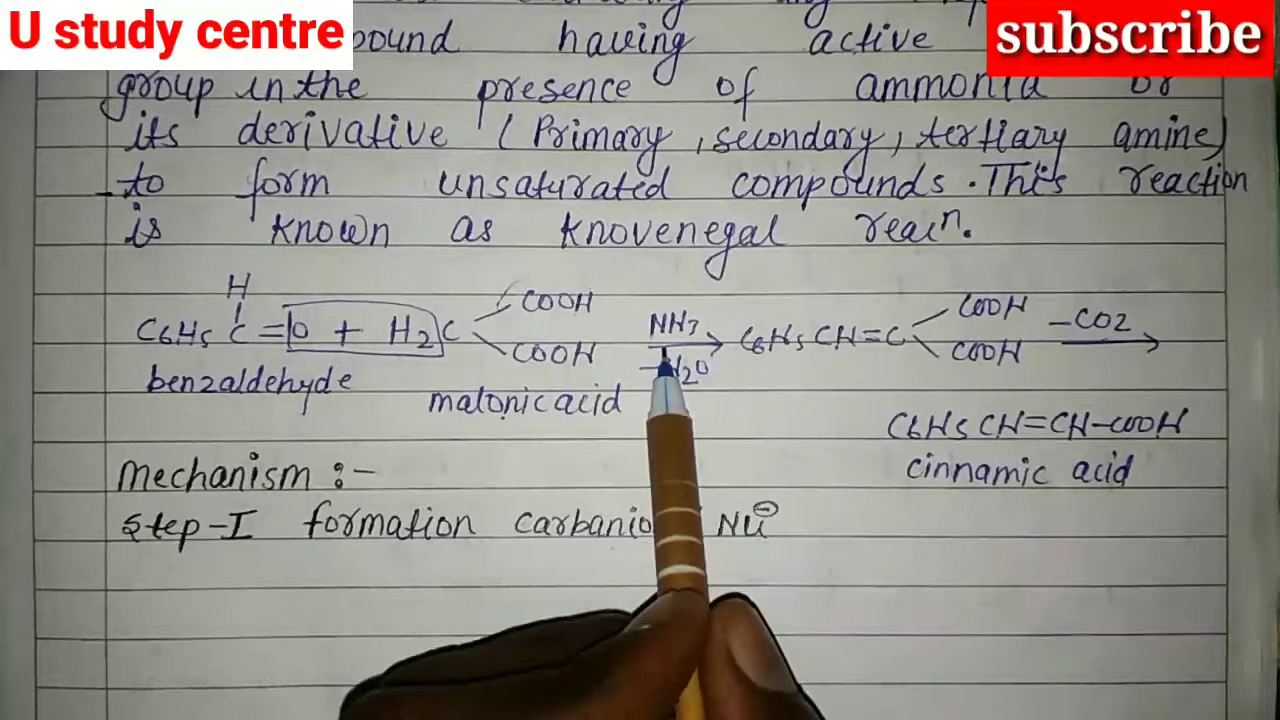 U study centre
subscribe
pound having active
group in the presence of ammonia or
its derivative (Primary, secondary, tertiary amine)
to form unsaturated compounds. This reaction
is known as knovenegal reacn.
H
C6H5 C=O + H2C COOH COOH NH3 -H2O C6H5CH=C COOH COOH -CO2
benzaldehyde malonic acid
C6H5CH=CH-COOH
cinnamic acid
Mechanism :-
Step-I formation carbanio Nu⊖